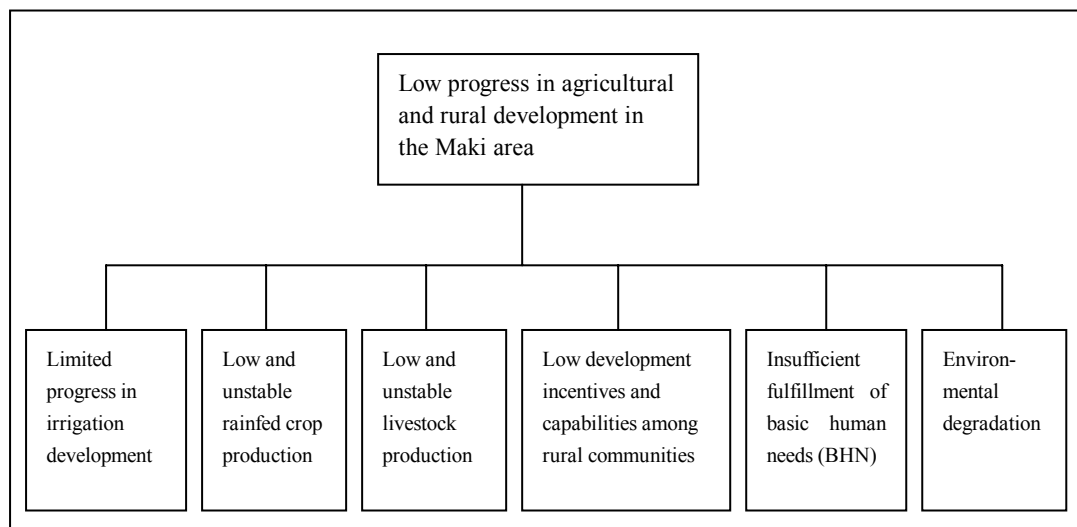 Low progress in agricultural
and rural development in
the Maki area
Limited
progress in
irrigation
development
Low and
unstable
rainfed crop
production
Low and
unstable
livestock
production
Low development
incentives and
capabilities among
rural communities
Insufficient
fulfillment of
basic human
needs (BHN)
Environ-
mental
degradation